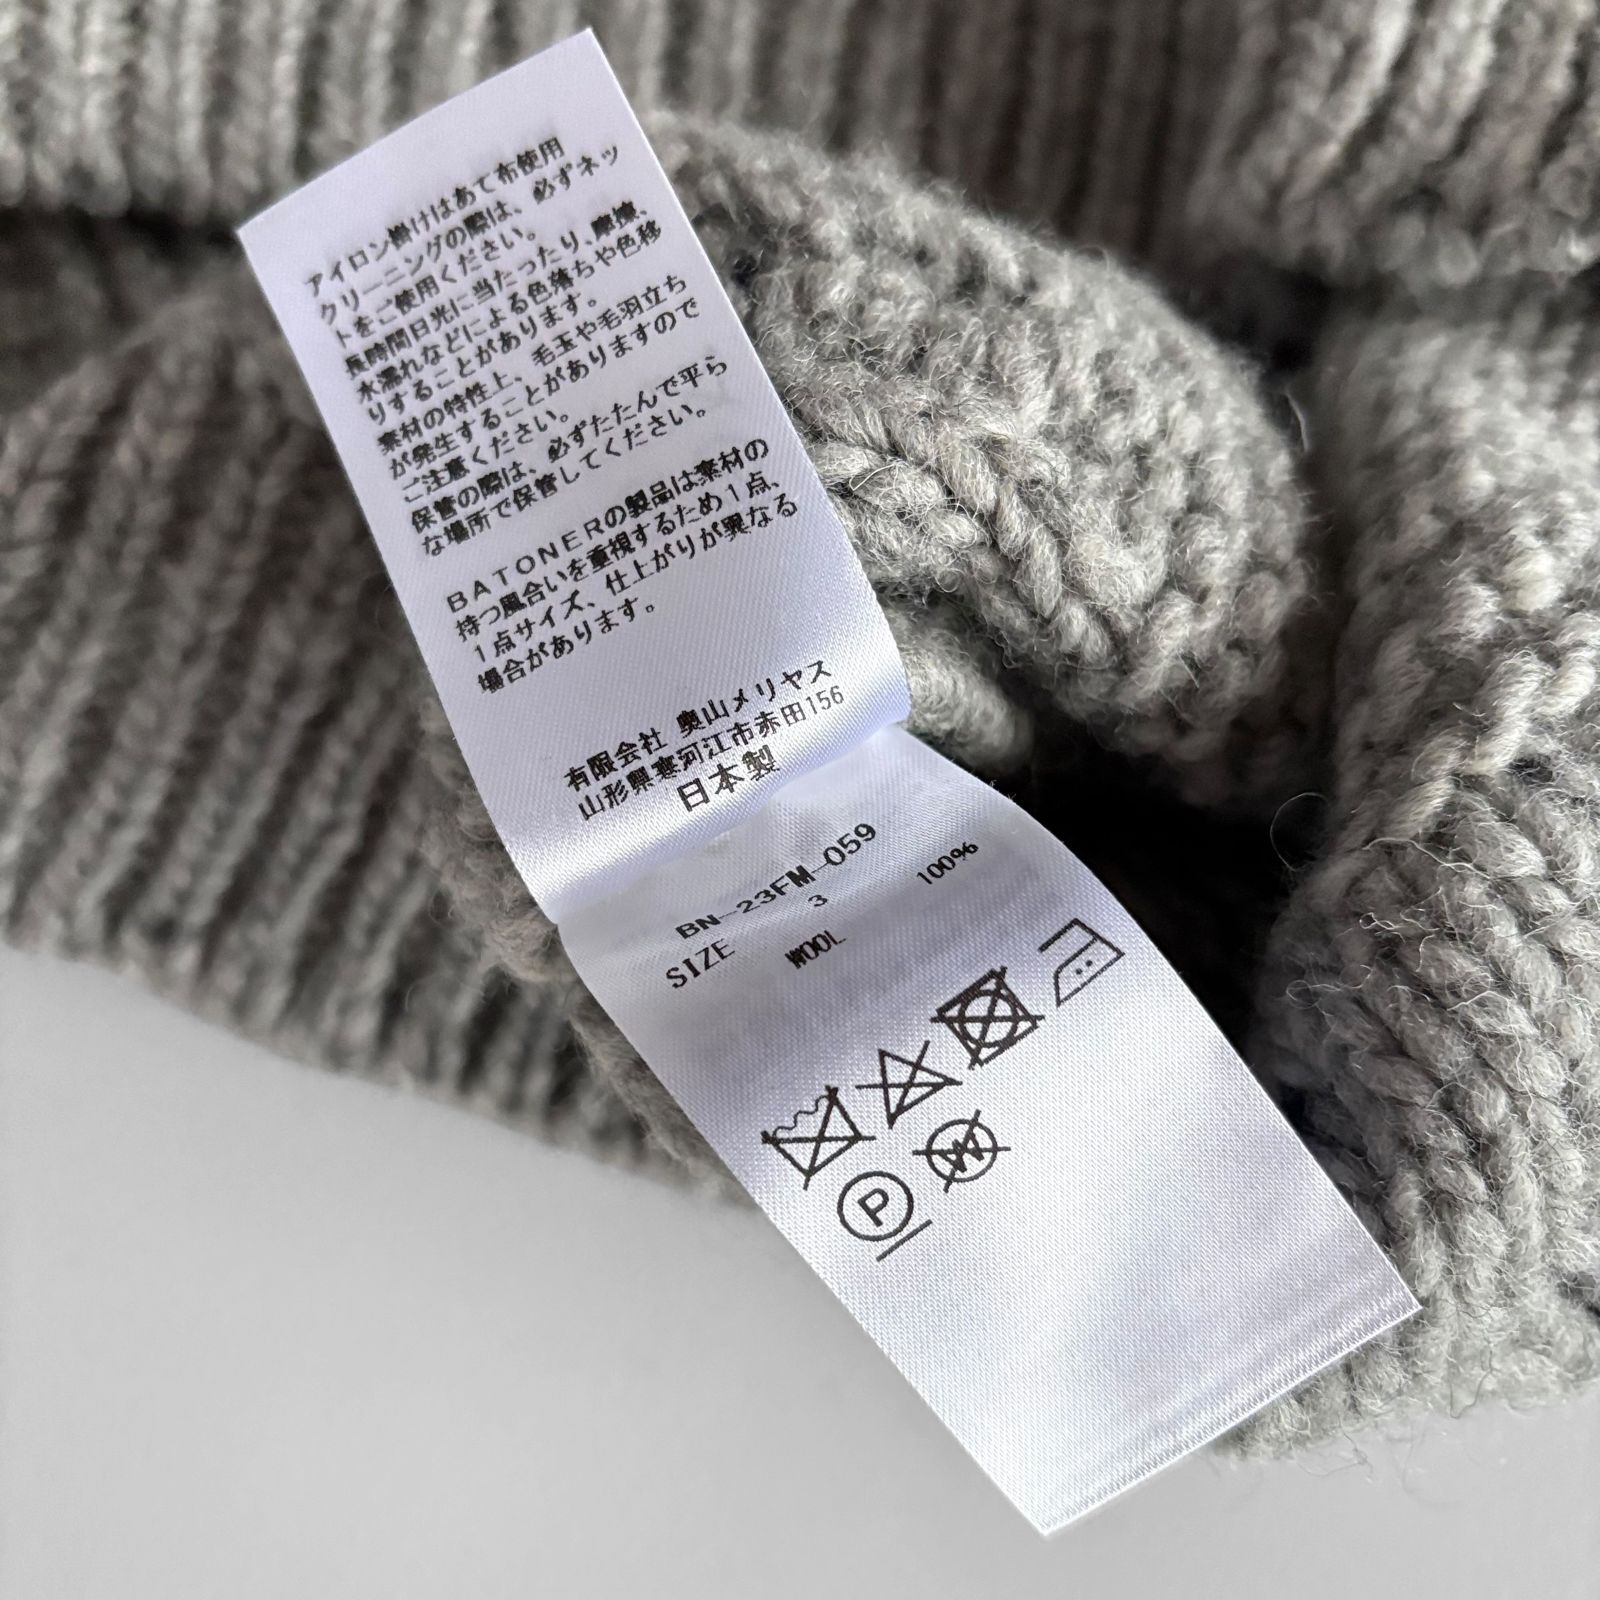 アイロン掛けはあて布使用
クリーニングの際は、必ずネッ
トをご使用ください。
長時間日光に当たったり、摩擦、
水濡れなどによる色落ちや色移
りすることがあります。
素材の特性上、毛玉や毛羽立ち
が発生することがありますので
ご注意ください。
保管の際は、必ずたたんで平ら
な場所で保管してください。
BATONERの製品は素材の
持つ風合いを重視するため1点、
1点サイズ、仕上がりが異なる
場合があります。
有限会社 奥山メリヤス
山形県寒河江市赤田156
日本製
BN-23FM-059
SIZE 3
WOOL 100%
P W